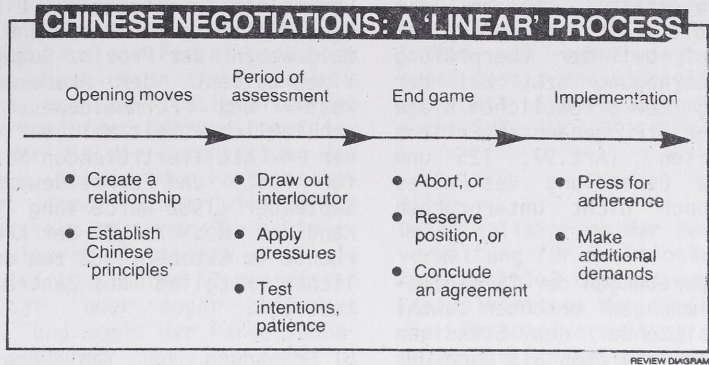 CHINESE NEGOTIATIONS: A 'LINEAR' PROCESS
Opening moves
Period of
assessment
End game
Implementation
• Create a
relationship
• Establish
Chinese
'principles'
• Draw out
interlocutor
• Apply
pressures
• Test
intentions,
patience
• Abort, or
• Reserve
position, or
• Conclude
agreement
• Press for
adherence
• Make
additional
demands
REVIEW DIAGRAM